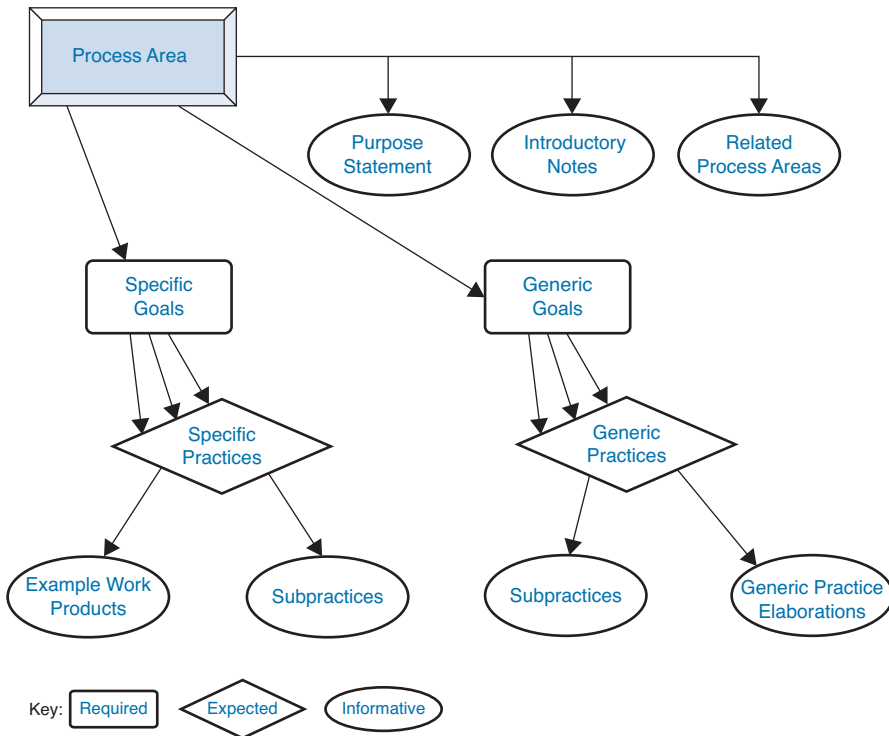 Process Area
Purpose
Statement
Introductory
Notes
Related
Process Areas
Specific
Goals
Generic
Goals
Specific
Practices
Generic
Practices
Example Work
Products
Subpractices
Subpractices
Generic Practice
Elaborations
Key:
Required
Expected
Informative